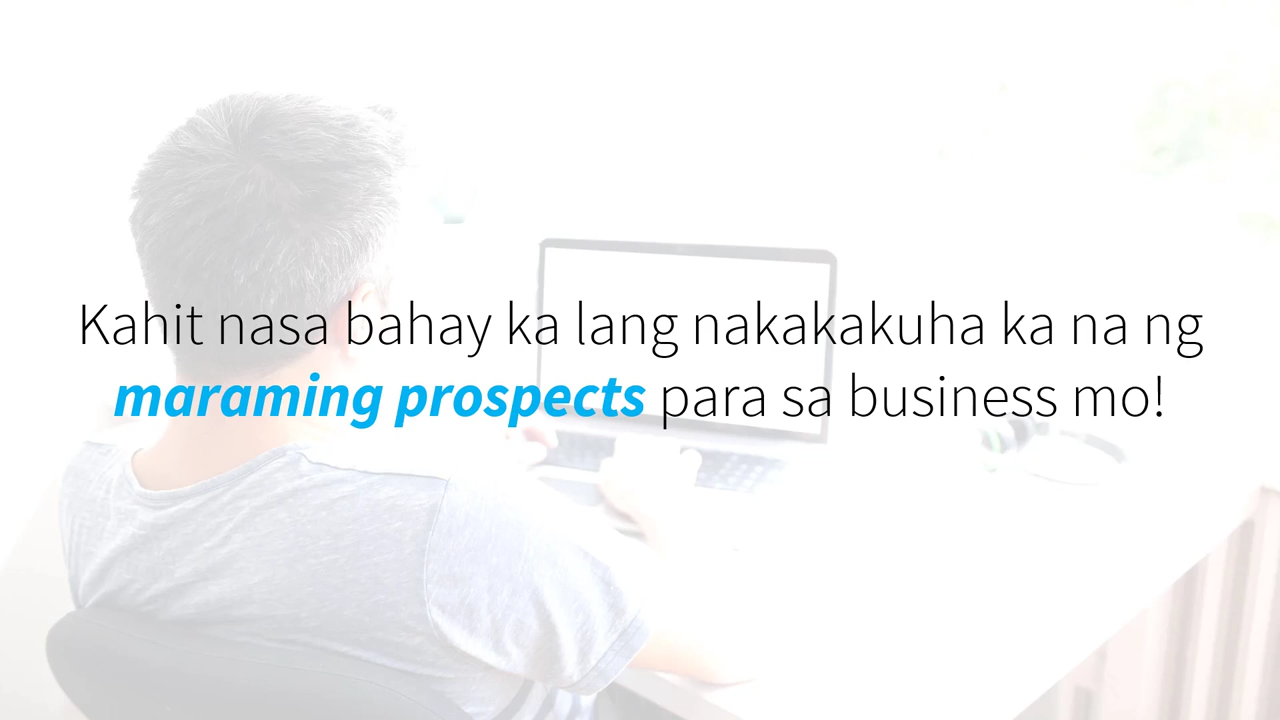 Kahit nasa bahay ka lang nakakakuha ka na ng
maraming prospects para sa business mo!